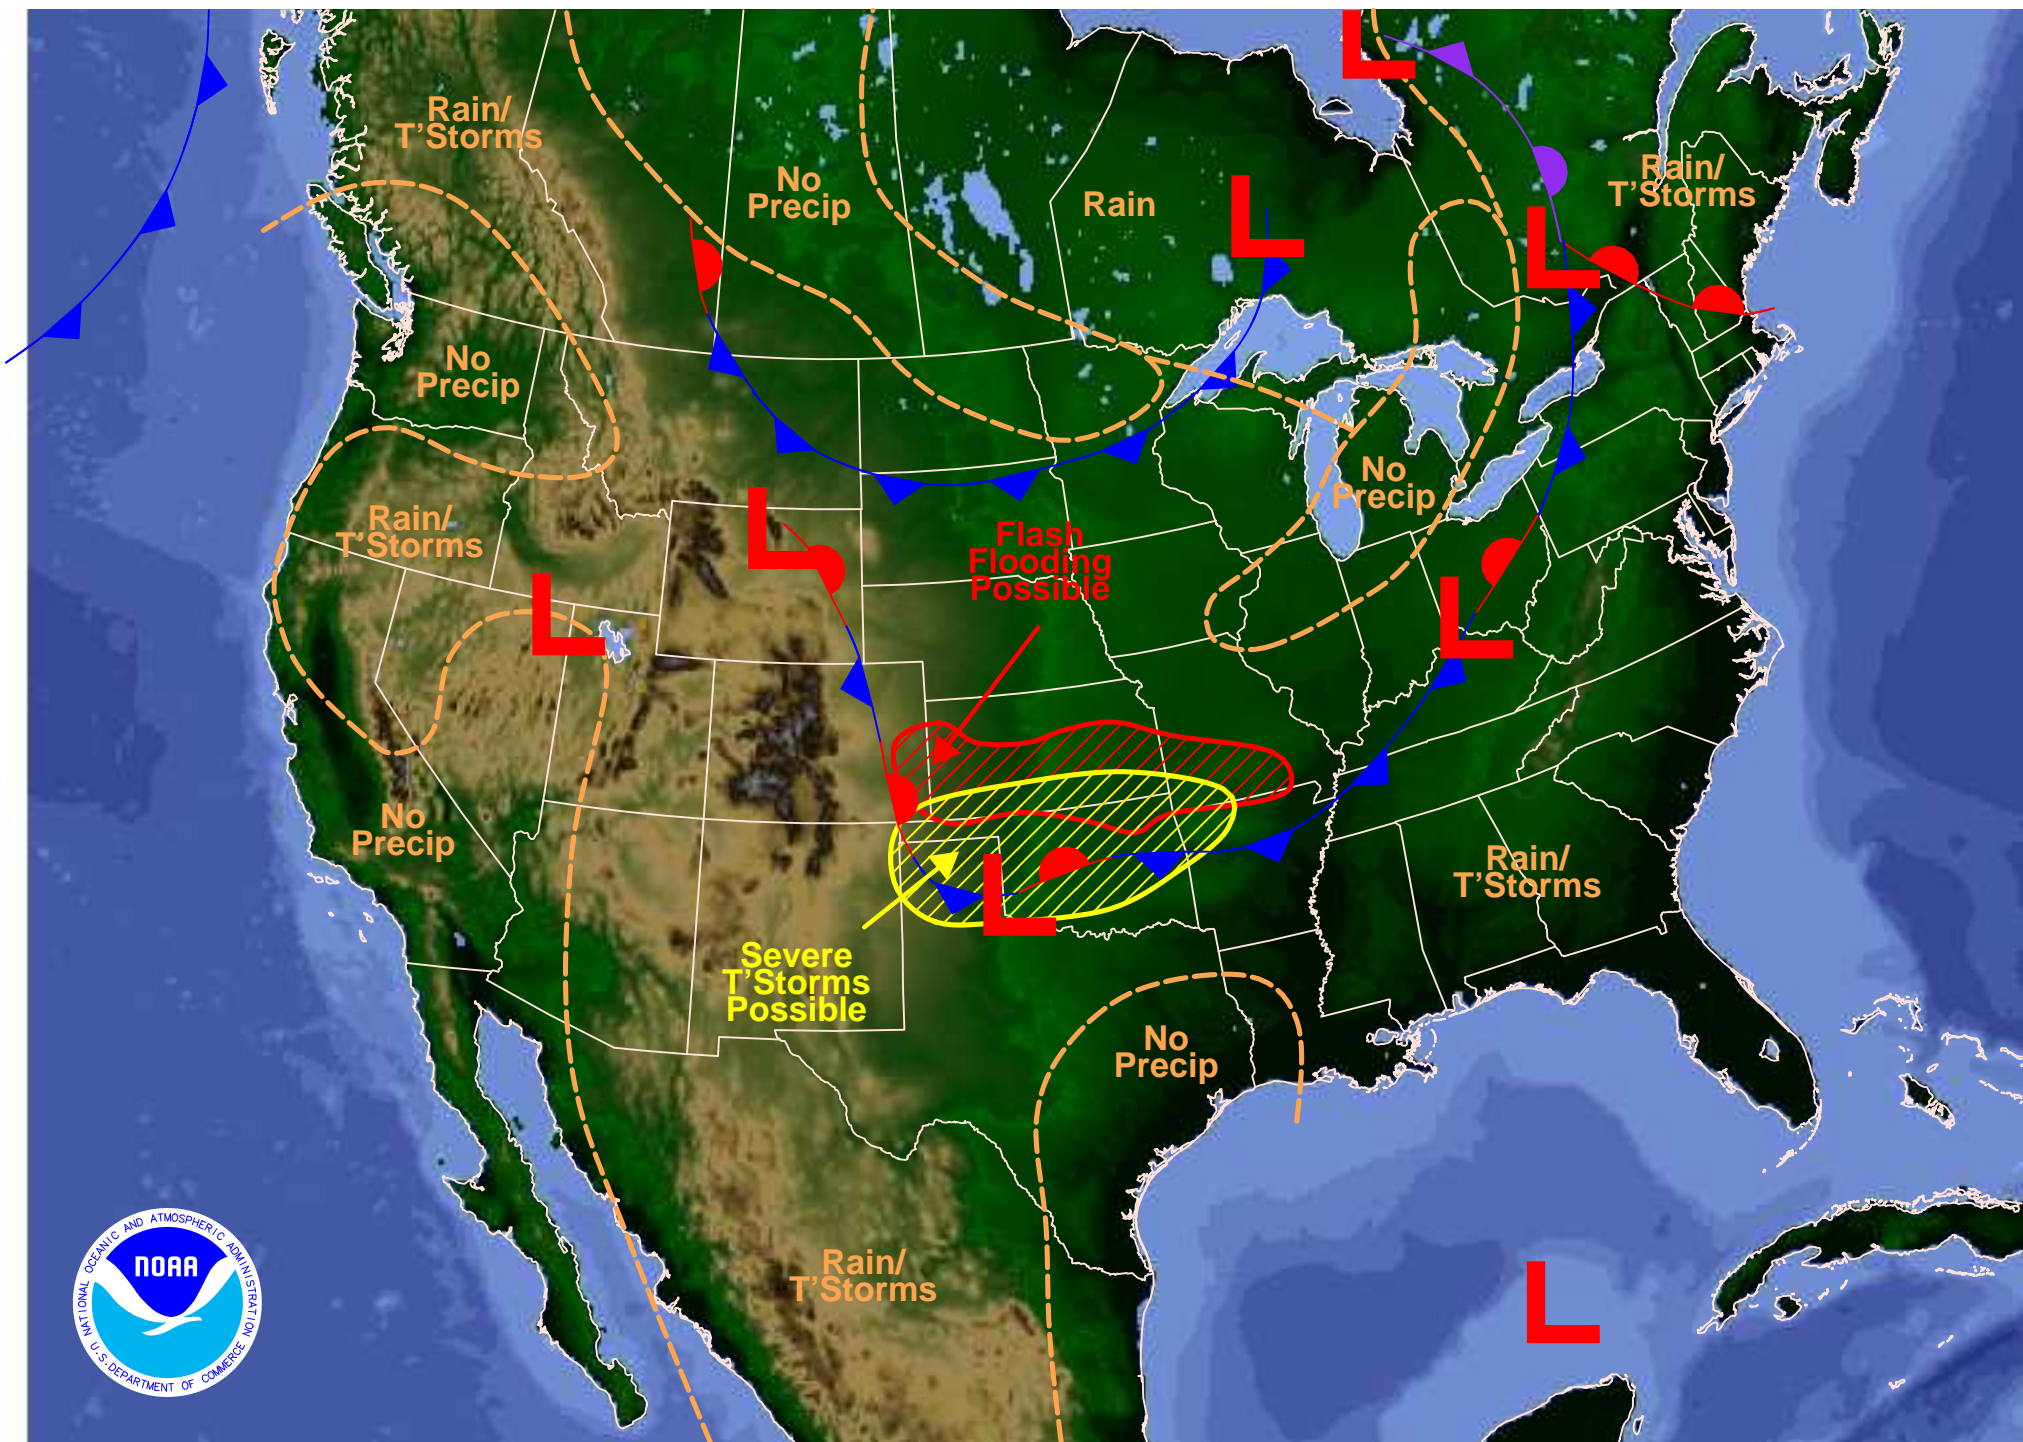 L
Rain/
T'Storms
No
Precip
Rain
Rain/
T'Storms
L
L
No
Precip
No
Precip
L
Rain/
T'Storms
Flash
Flooding
Possible
L
L
No
Precip
Rain/
T'Storms
L
Severe
T'Storms
Possible
No
Precip
Rain/
T'Storms
L
NATIONAL OCEANIC AND ATMOSPHERIC ADMINISTRATION
NOAA
U.S. DEPARTMENT OF COMMERCE